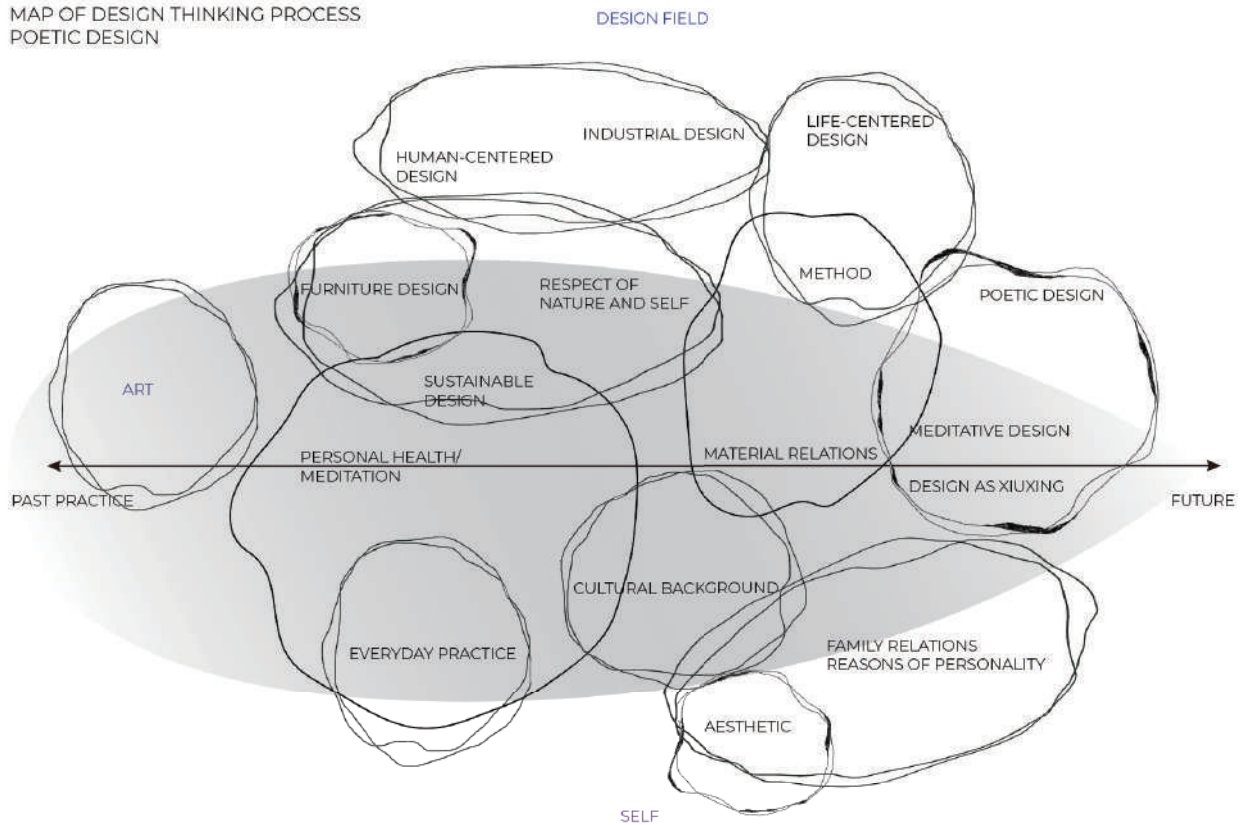 MAP OF DESIGN THINKING PROCESS
POETIC DESIGN
DESIGN FIELD
INDUSTRIAL DESIGN
HUMAN-CENTERED
DESIGN
LIFE-CENTERED
DESIGN
FURNITURE DESIGN
RESPECT OF
NATURE AND SELF
METHOD
POETIC DESIGN
ART
SUSTAINABLE
DESIGN
PERSONAL HEALTH/
MEDITATION
MATERIAL RELATIONS
MEDITATIVE DESIGN
DESIGN AS XIUXING
PAST PRACTICE
FUTURE
CULTURAL BACKGROUND
EVERYDAY PRACTICE
FAMILY RELATIONS
REASONS OF PERSONALITY
AESTHETIC
SELF